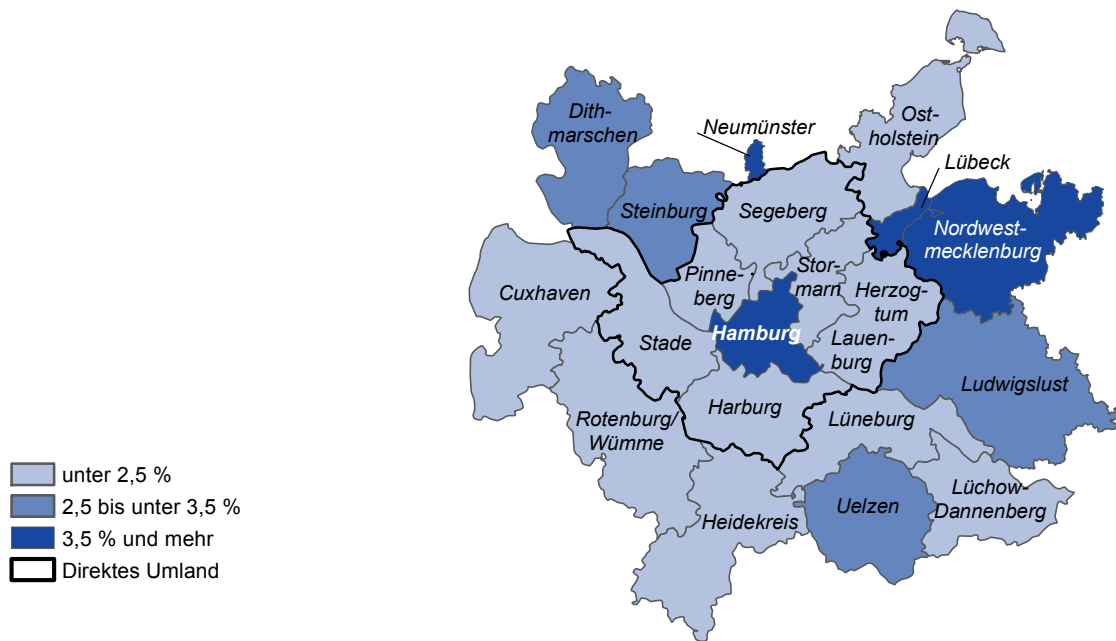 Dith-
marschen
Neumünster
Ost-
holstein
Lübeck
Steinburg
Segeberg
Nordwest-
mecklenburg
Cuxhaven
Pinne-
berg
Stor-
marn
Herzog-
tum
Lauen-
burg
Stade
Hamburg
Ludwigslust
Harburg
Lüneburg
Rotenburg/
Wümme
Heidekreis
Uelzen
Lüchow-
Dannenberg
unter 2,5 %
2,5 bis unter 3,5 %
3,5 % und mehr
Direktes Umland